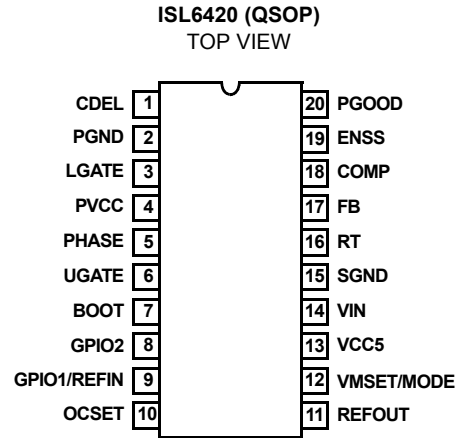 ISL6420 (QSOP)
TOP VIEW
CDEL 1 20 PGOOD
PGND 2 19 ENSS
LGATE 3 18 COMP
PVCC 4 17 FB
PHASE 5 16 RT
UGATE 6 15 SGND
BOOT 7 14 VIN
GPIO2 8 13 VCC5
GPIO1/REFIN 9 12 VMSET/MODE
OCSET 10 11 REFOUT